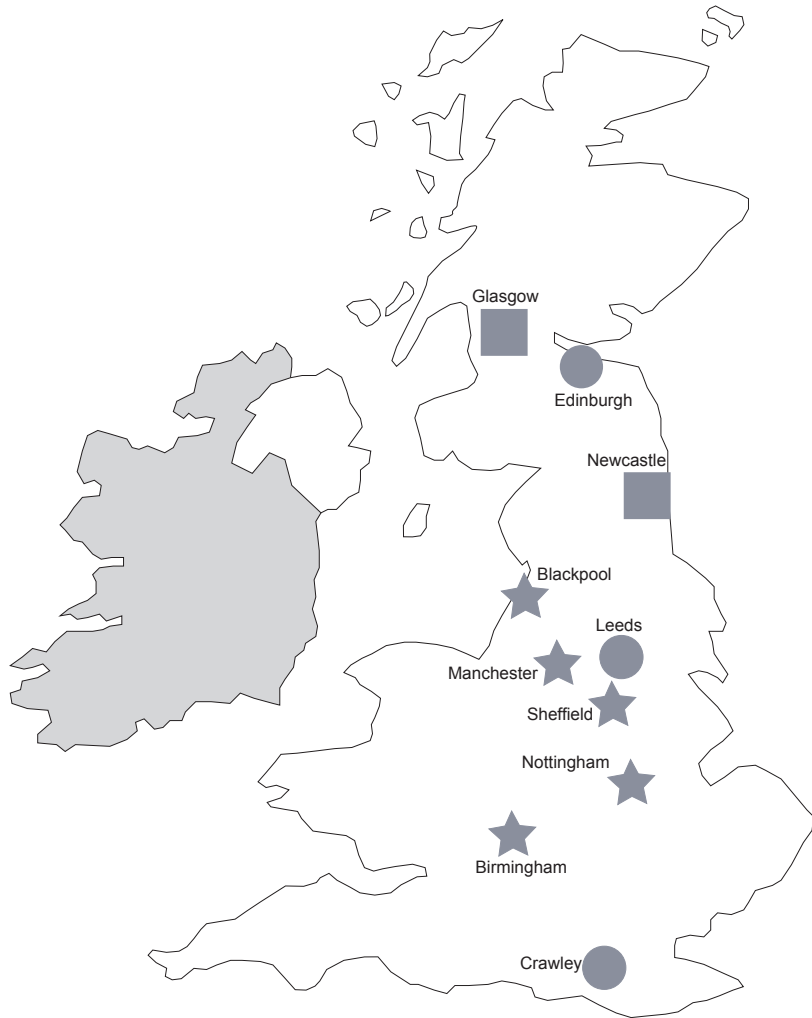 Glasgow
Edinburgh
Newcastle
Blackpool
Leeds
Manchester
Sheffield
Nottingham
Birmingham
Crawley